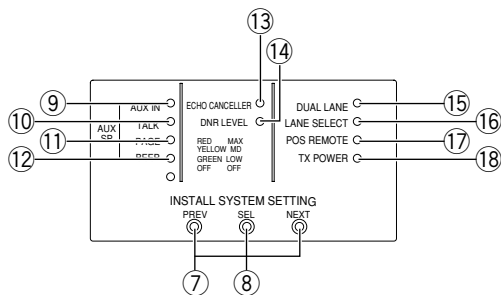 ⑬
⑭
⑨ AUX IN ECHO CANCELLER DUAL LANE ⑮
⑩ AUX SP TALK DNR LEVEL LANE SELECT ⑯
⑪ PAGE RED MAX POS REMOTE ⑰
YELLOW MD
⑫ BEEP GREEN LOW TX POWER ⑱
OFF OFF
INSTALL SYSTEM SETTING
PREV SEL NEXT
⑦ ⑧